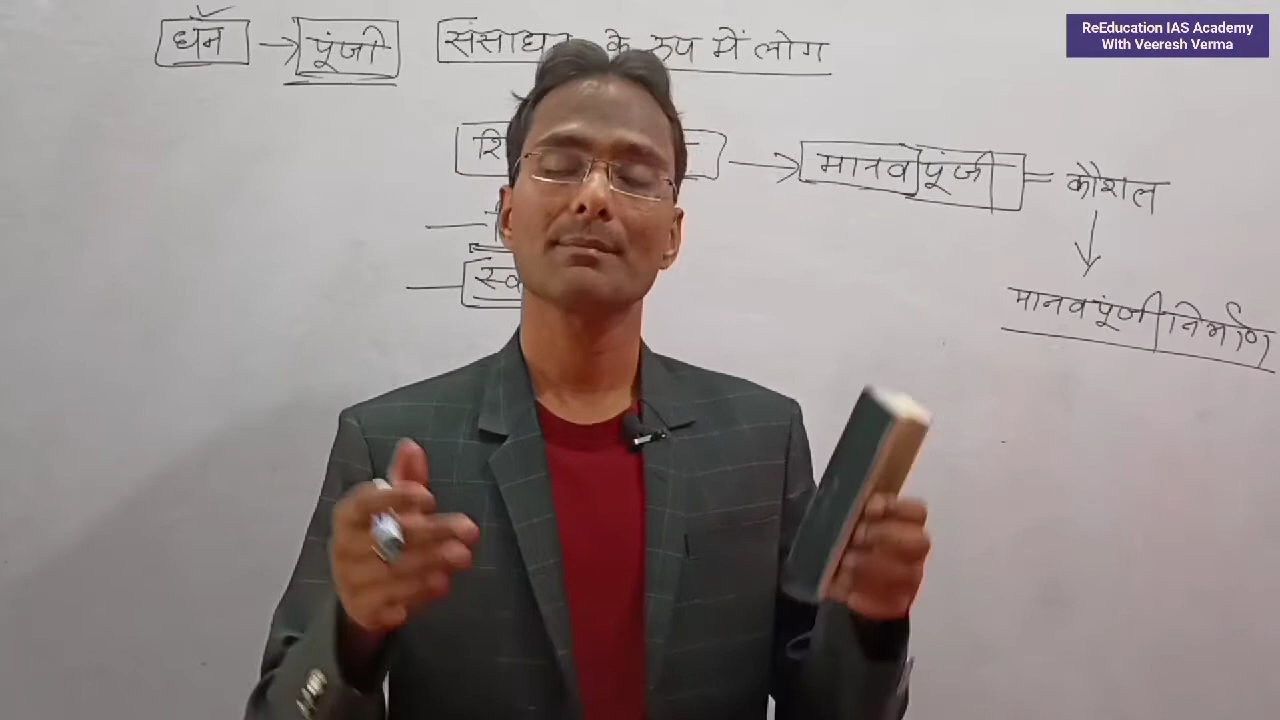 ReEducation IAS Academy
With Veeresh Verma
धन → पूंजी संसाधन के रुप में लोग
→ मानव पूंजी = कौशल
मानव पूंजी निर्माण